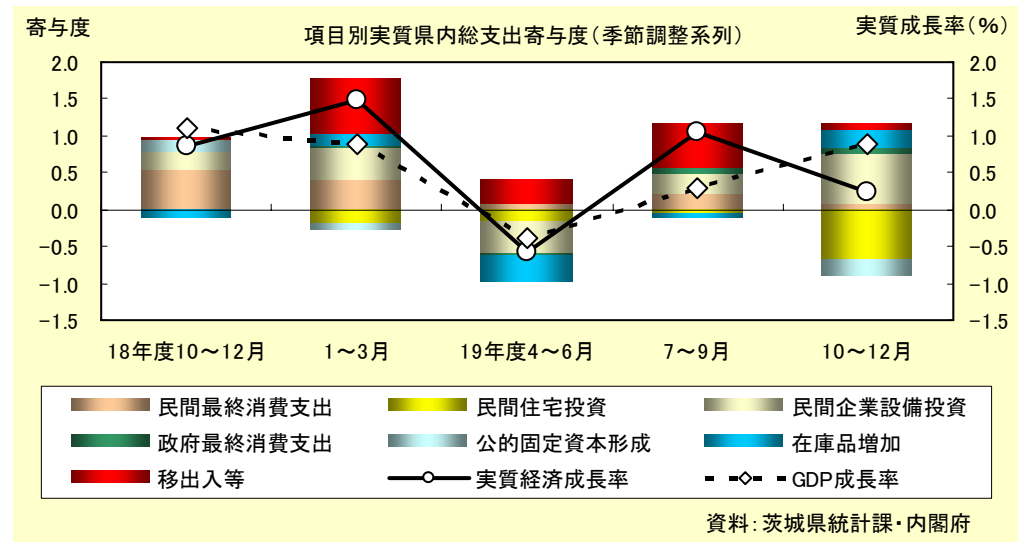 寄与度
項目別実質県内総支出寄与度(季節調整系列)
実質成長率(%)
2.0 2.0
1.5 1.5
1.0 1.0
0.5 0.5
0.0 0.0
-0.5 -0.5
-1.0 -1.0
-1.5 -1.5
18年度10～12月 1～3月 19年度4～6月 7～9月 10～12月
民間最終消費支出 民間住宅投資 民間企業設備投資
政府最終消費支出 公的固定資本形成 在庫品増加
移出入等 実質経済成長率 GDP成長率
資料:茨城県統計課・内閣府